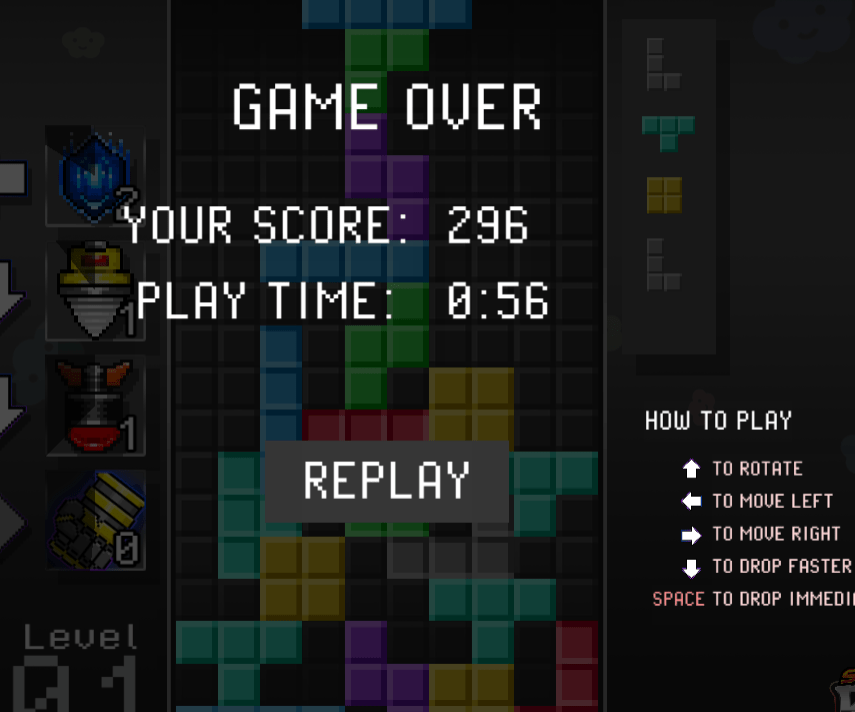 GAME OVER
YOUR SCORE: 296
PLAY TIME: 0:56
REPLAY
2
1
1
0
Level
01
HOW TO PLAY
TO ROTATE
TO MOVE LEFT
TO MOVE RIGHT
TO DROP FASTER
SPACE TO DROP